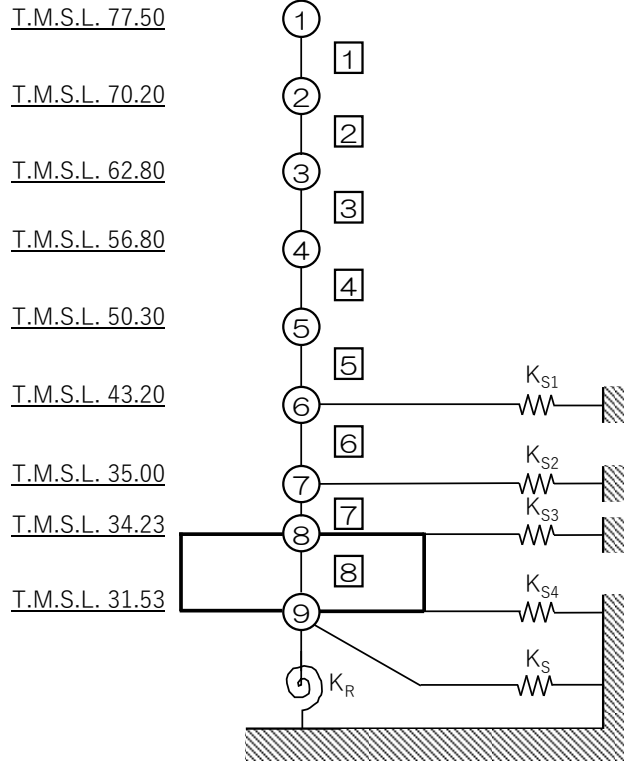 T.M.S.L. 77.50
1
1
T.M.S.L. 70.20
2
2
T.M.S.L. 62.80
3
3
T.M.S.L. 56.80
4
4
T.M.S.L. 50.30
5
5
T.M.S.L. 43.20
6
KS1
6
T.M.S.L. 35.00
7
KS2
7
KS3
T.M.S.L. 34.23
8
8
T.M.S.L. 31.53
9
KS4
KR
KS